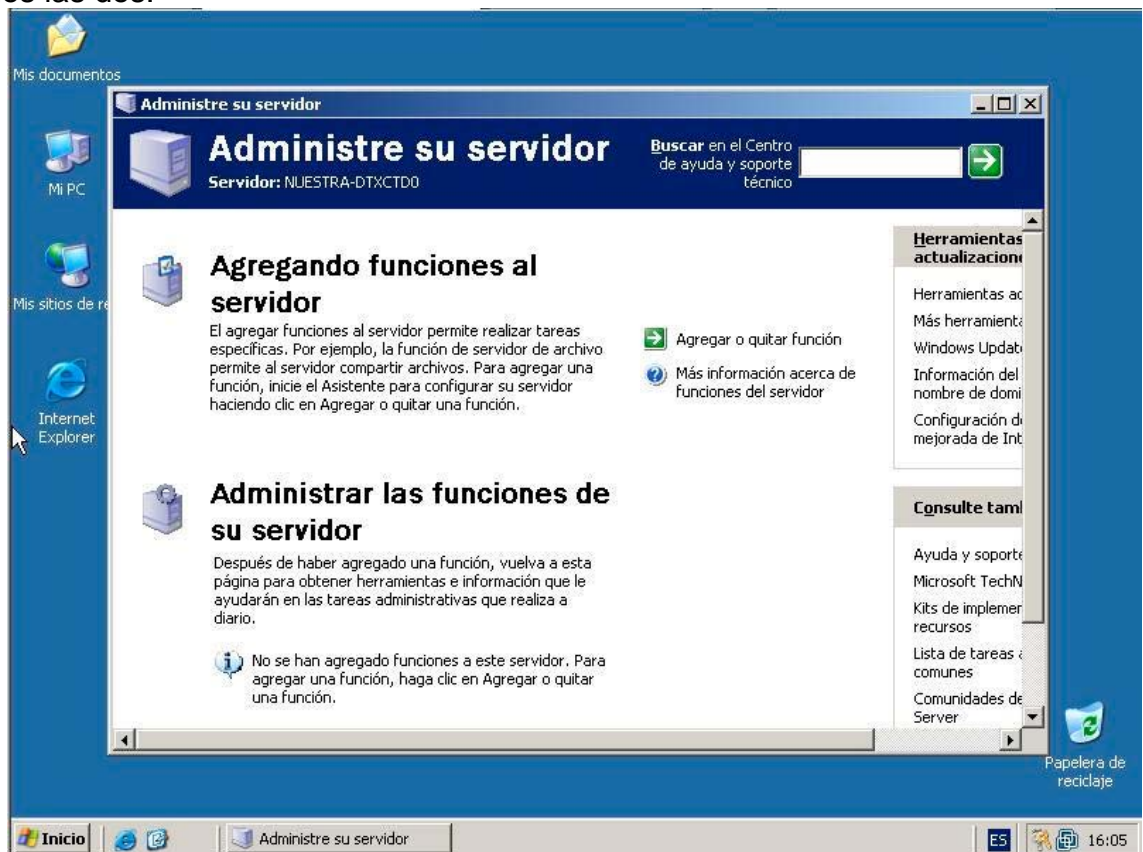 Mis documentos
Mi PC
Mis sitios de re
Internet
Explorer
Administre su servidor
Administre su servidor
Servidor: NUESTRA-DTXCTD0
Buscar en el Centro
de ayuda y soporte
técnico
Agregando funciones al
servidor
El agregar funciones al servidor permite realizar tareas
específicas. Por ejemplo, la función de servidor de archivo
permite al servidor compartir archivos. Para agregar una
función, inicie el Asistente para configurar su servidor
haciendo clic en Agregar o quitar una función.
Agregar o quitar función
Más información acerca de
funciones del servidor
Administrar las funciones de
su servidor
Después de haber agregado una función, vuelva a esta
página para obtener herramientas e información que le
ayudarán en las tareas administrativas que realiza a
diario.
No se han agregado funciones a este servidor. Para
agregar una función, haga clic en Agregar o quitar
una función.
Herramientas
actualizacione
Herramientas ad
Más herramienta
Windows Updat
Información del
nombre de domi
Configuración d
mejorada de Int
Consulte tam
Ayuda y soporte
Microsoft TechN
Kits de implemen
recursos
Lista de tareas a
comunes
Comunidades de
Server
Papelera de
reciclaje
Inicio
Administre su servidor
ES
16:05